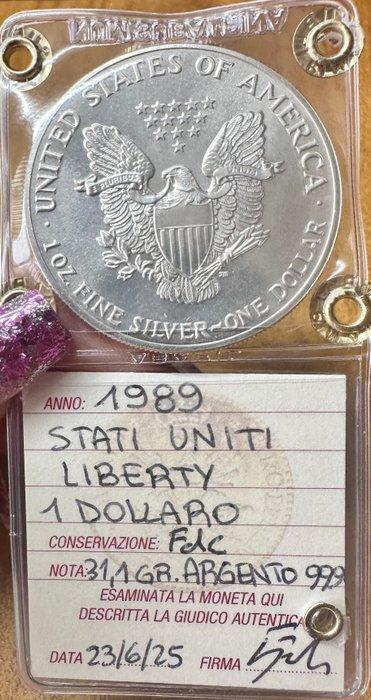 UNITED STATES OF AMERICA
E PLURIBUS UNUM
1 OZ. FINE SILVER~ONE DOLLAR
ANNO: 1989
STATI UNITI
LIBERTY
1 DOLLARO
CONSERVAZIONE: Fdc
NOTA: 31,1 GR. ARGENTO 999
ESAMINATA LA MONETA QUI
DESCRITTA LA GIUDICO AUTENTICA
DATA 23/6/25 FIRMA